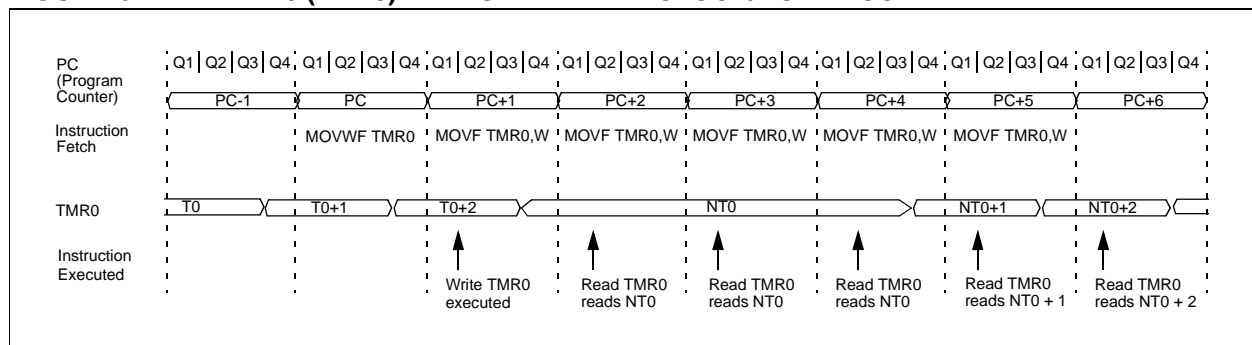 PC
(Program
Counter)
Q1 Q2 Q3 Q4 Q1 Q2 Q3 Q4 Q1 Q2 Q3 Q4 Q1 Q2 Q3 Q4 Q1 Q2 Q3 Q4 Q1 Q2 Q3 Q4 Q1 Q2 Q3 Q4 Q1 Q2 Q3 Q4
PC-1 PC PC+1 PC+2 PC+3 PC+4 PC+5 PC+6
Instruction
Fetch
MOVWF TMR0 MOVF TMR0,W MOVF TMR0,W MOVF TMR0,W MOVF TMR0,W MOVF TMR0,W
TMR0
T0 T0+1 T0+2 NT0 NT0+1 NT0+2
Instruction
Executed
Write TMR0
executed
Read TMR0
reads NT0
Read TMR0
reads NT0
Read TMR0
reads NT0
Read TMR0
reads NT0 + 1
Read TMR0
reads NT0 + 2